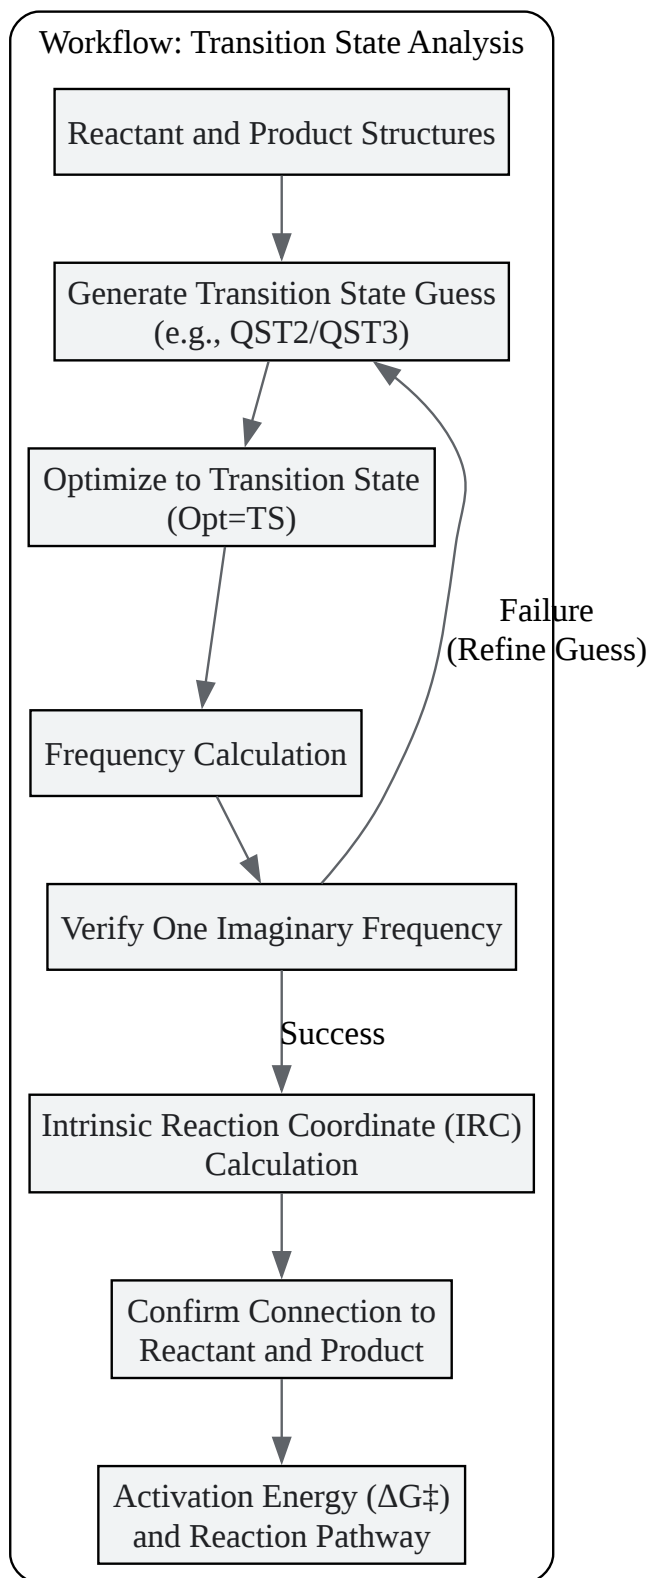 Workflow: Transition State Analysis
Reactant and Product Structures
Generate Transition State Guess
(e.g., QST2/QST3)
Optimize to Transition State
(Opt=TS)
Failure
(Refine Guess)
Frequency Calculation
Verify One Imaginary Frequency
Success
Intrinsic Reaction Coordinate (IRC)
Calculation
Confirm Connection to
Reactant and Product
Activation Energy (ΔG‡)
and Reaction Pathway